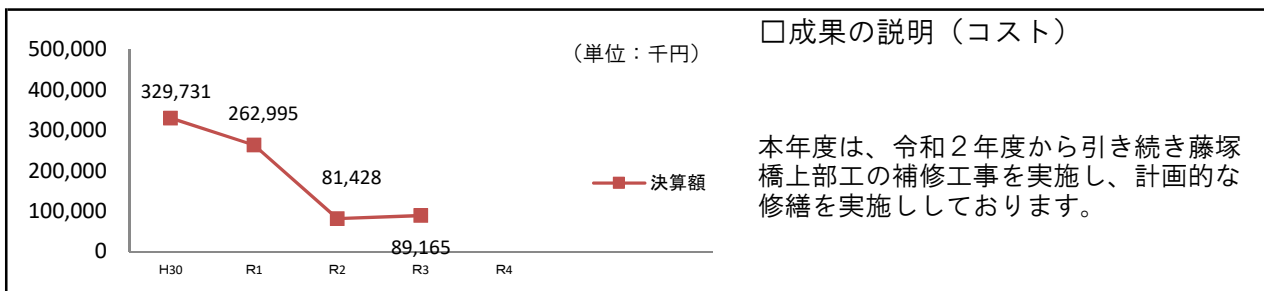 500,000
400,000
300,000
200,000
100,000
0
（単位：千円）
329,731
262,995
81,428
89,165
決算額
H30 R1 R2 R3 R4
□成果の説明（コスト）
本年度は、令和２年度から引き続き藤塚
橋上部工の補修工事を実施し、計画的な
修繕を実施ししております。